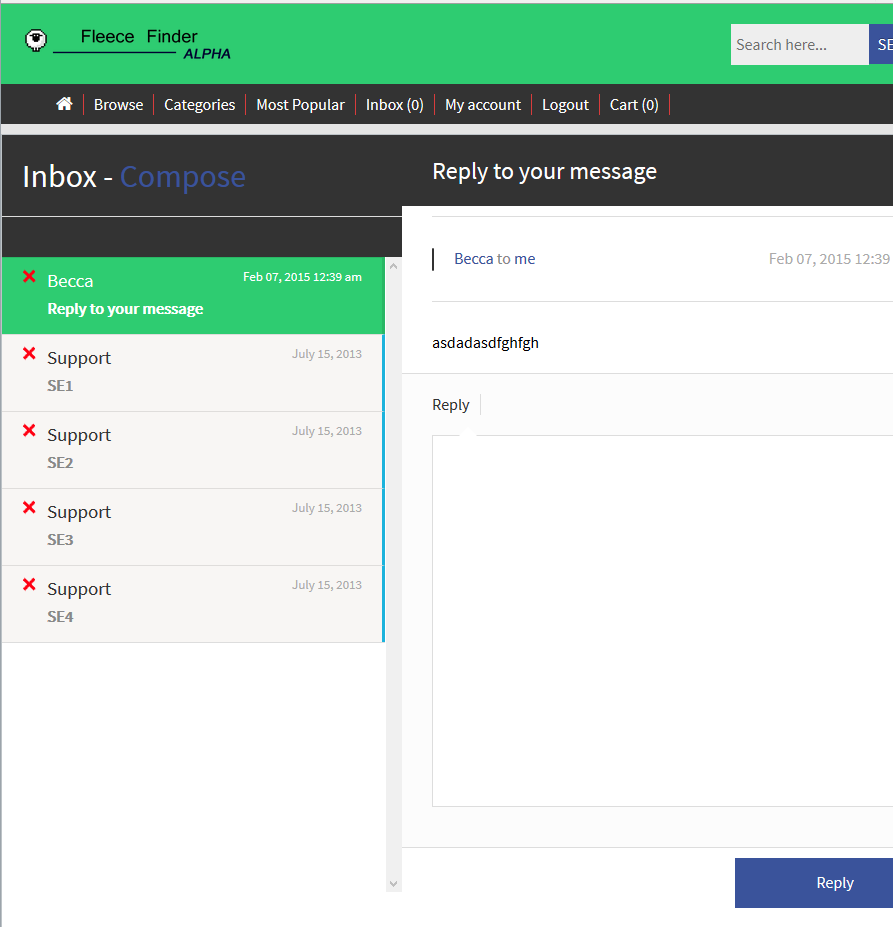 Fleece Finder
ALPHA
Search here...
SE
Browse
Categories
Most Popular
Inbox (0)
My account
Logout
Cart (0)
Inbox - Compose
Reply to your message
Becca
Feb 07, 2015 12:39 am
Reply to your message
Support
July 15, 2013
SE1
Support
July 15, 2013
SE2
Support
July 15, 2013
SE3
Support
July 15, 2013
SE4
Becca to me
Feb 07, 2015 12:39
asdadasdfghfgh
Reply
Reply